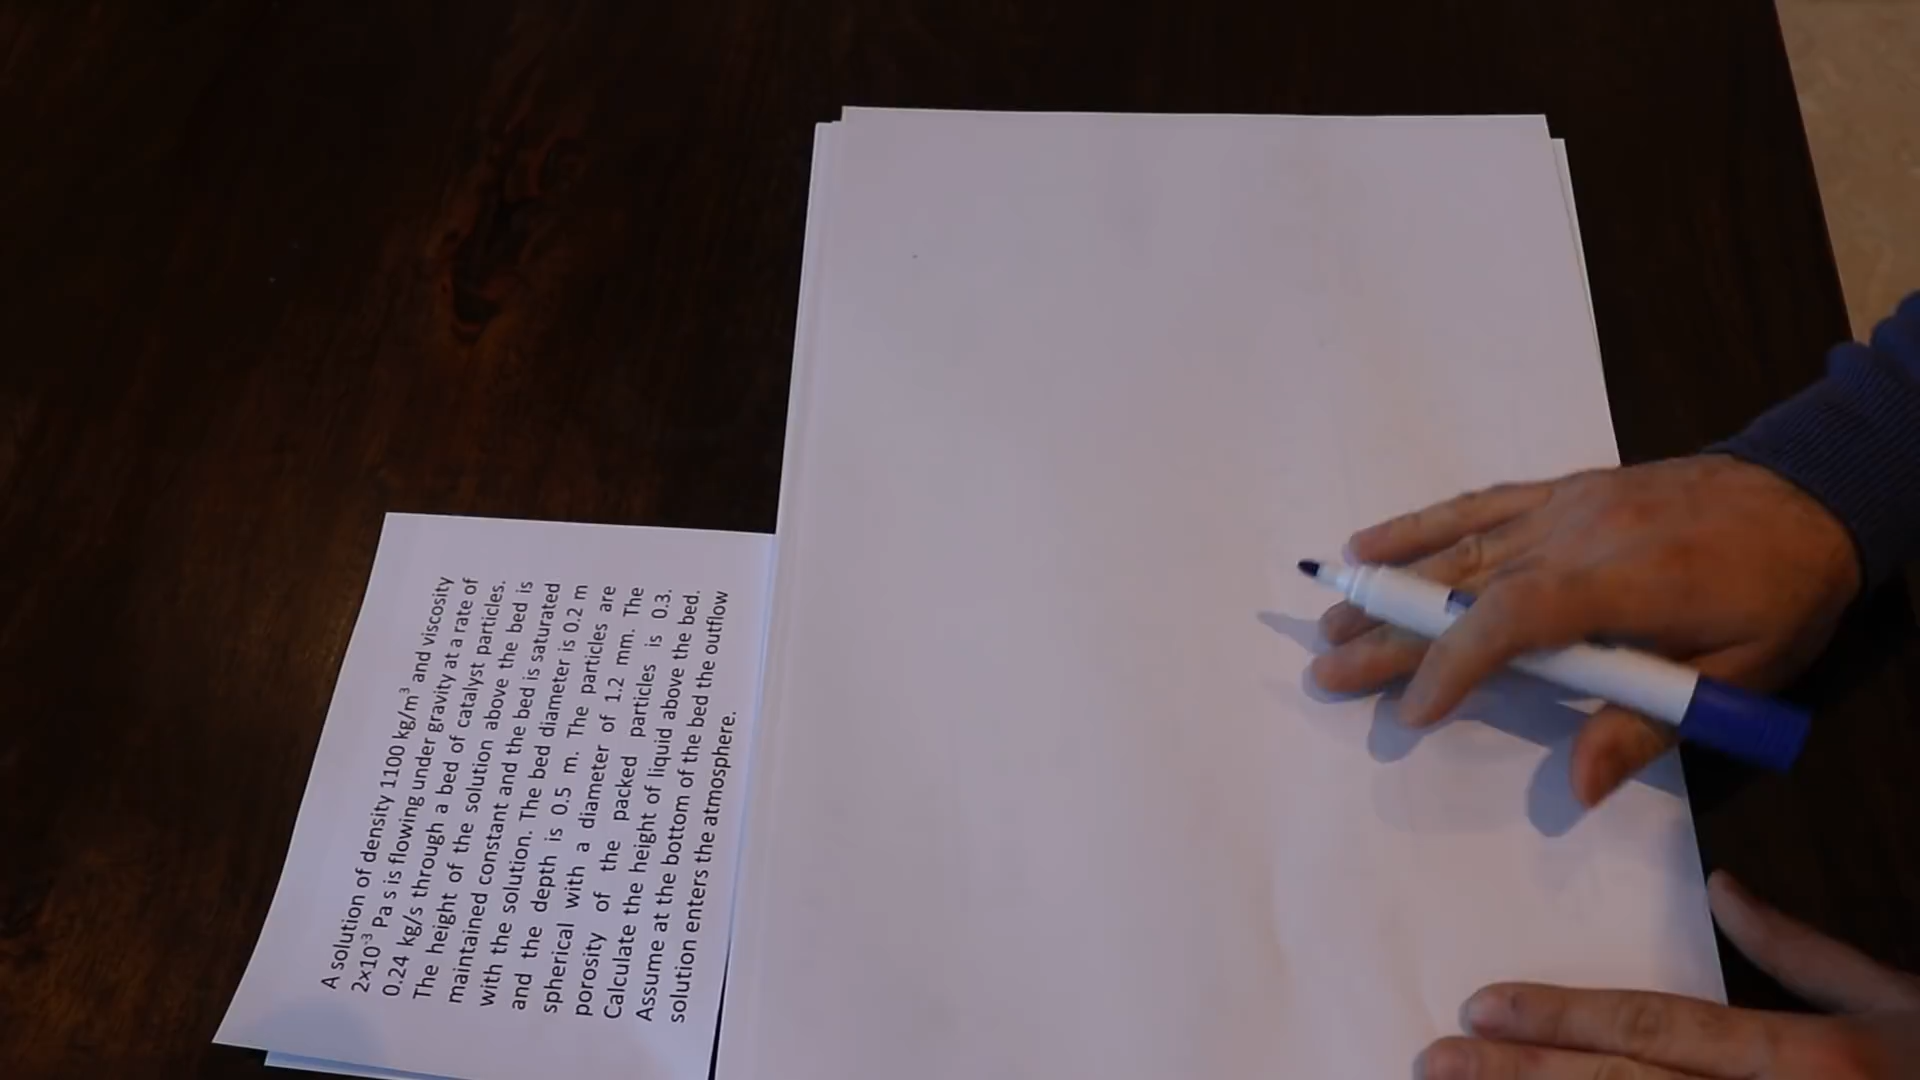 A solution of density 1100 kg/m³ and viscosity
2×10⁻³ Pa s is flowing under gravity at a rate of
0.24 kg/s through a bed of catalyst particles.
The height of the solution above the bed is
maintained constant and the bed is saturated
with the solution. The bed diameter is 0.2 m
and the depth is 0.5 m. The particles are
spherical with a diameter of 1.2 mm. The
porosity of the packed particles is 0.3.
Calculate the height of liquid above the bed.
Assume at the bottom of the bed the outflow
solution enters the atmosphere.